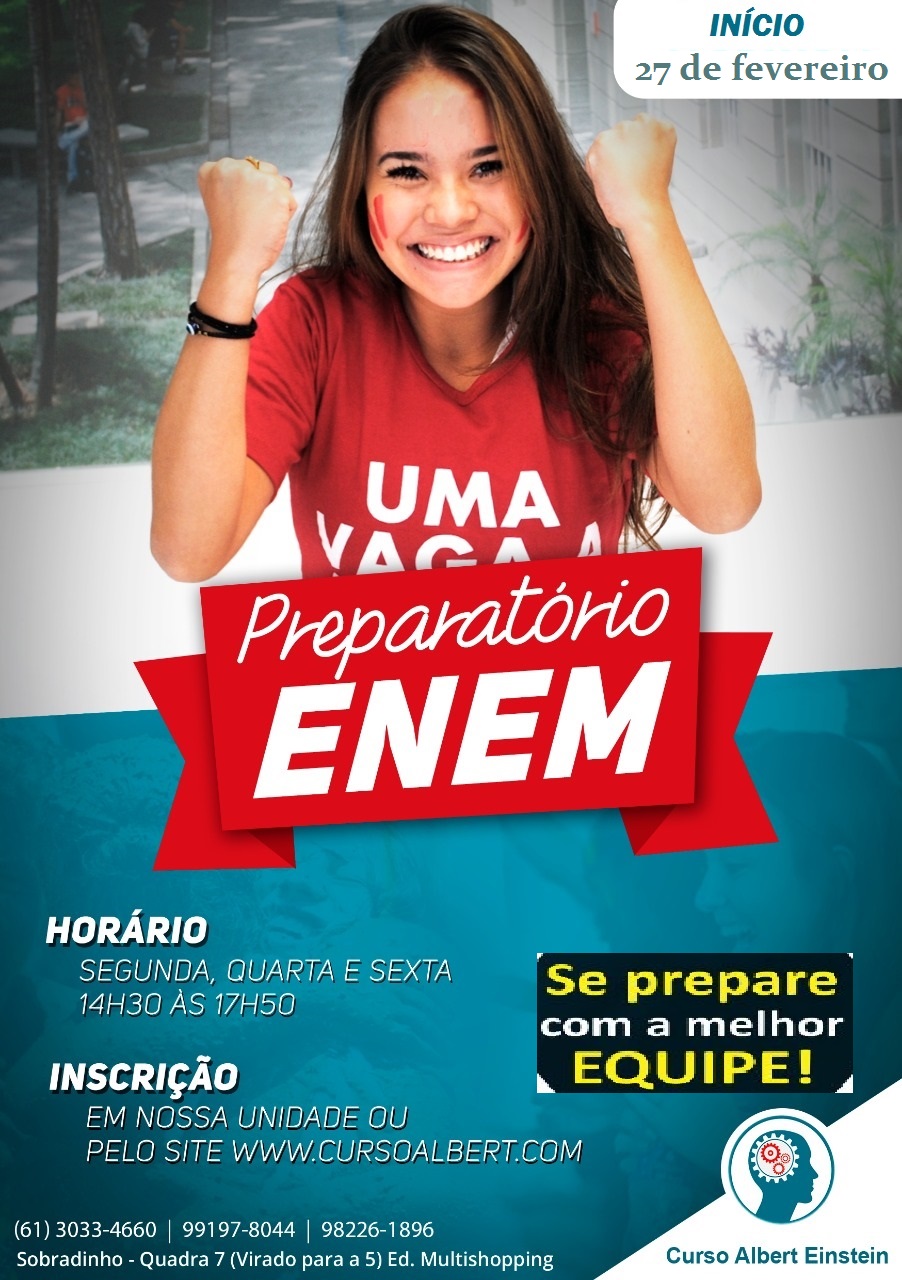 INÍCIO
27 de fevereiro
UMA
VAGA A
Preparatório
ENEM
HORÁRIO
SEGUNDA, QUARTA E SEXTA
14H30 ÀS 17H50
Se prepare
com a melhor
EQUIPE!
INSCRIÇÃO
EM NOSSA UNIDADE OU
PELO SITE WWW.CURSOALBERT.COM
(61) 3033-4660 | 99197-8044 | 98226-1896
Sobradinho - Quadra 7 (Virado para a 5) Ed. Multishopping
Curso Albert Einstein